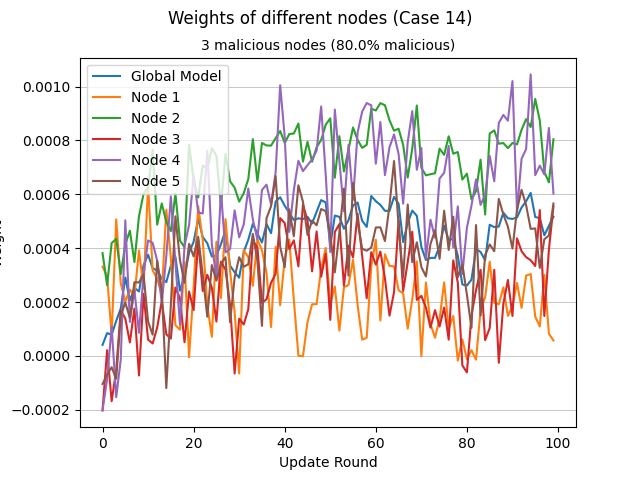 Weights of different nodes (Case 14)
3 malicious nodes (80.0% malicious)
Global Model
Node 1
Node 2
Node 3
Node 4
Node 5
0.0010
0.0008
0.0006
0.0004
0.0002
0.0000
−0.0002
0 20 40 60 80 100
Update Round